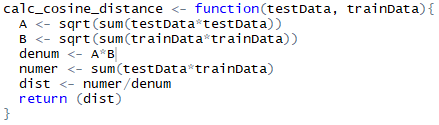 calc_cosine_distance <- function(testData, trainData){
  A <- sqrt(sum(testData*testData))
  B <- sqrt(sum(trainData*trainData))
  denum <- A*B
  numer <- sum(testData*trainData)
  dist <- numer/denum
  return (dist)
}